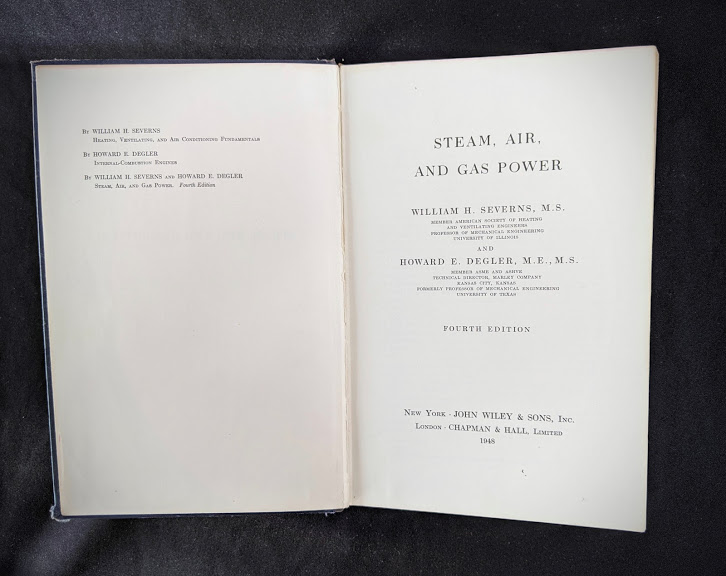 By WILLIAM H. SEVERNS
Heating, Ventilating, and Air Conditioning Fundamentals
By HOWARD E. DEGLER
Internal-Combustion Engines
By WILLIAM H. SEVERNS and HOWARD E. DEGLER
Steam, Air, and Gas Power. Fourth Edition
STEAM, AIR,
AND GAS POWER
WILLIAM H. SEVERNS, M.S.
MEMBER AMERICAN SOCIETY OF HEATING
AND VENTILATING ENGINEERS
PROFESSOR OF MECHANICAL ENGINEERING
UNIVERSITY OF ILLINOIS
AND
HOWARD E. DEGLER, M.E., M.S.
MEMBER ASME AND ASHVE
TECHNICAL DIRECTOR, MARLEY COMPANY
KANSAS CITY, KANSAS
FORMERLY PROFESSOR OF MECHANICAL ENGINEERING
UNIVERSITY OF TEXAS
FOURTH EDITION
New York · JOHN WILEY & SONS, Inc.
London · CHAPMAN & HALL, Limited
1948